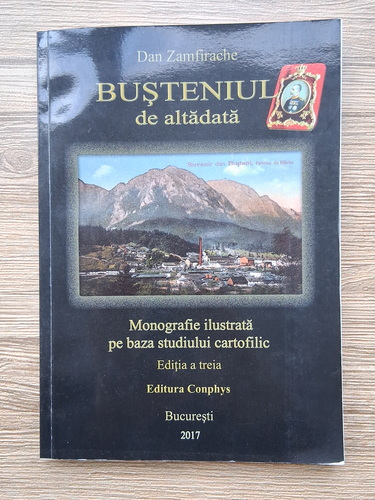 Dan Zamfirache
BUŞTENIUL
de altădată
Monografie ilustrată
pe baza studiului cartofilic
Ediţia a treia
Editura Conphys
Bucureşti
2017